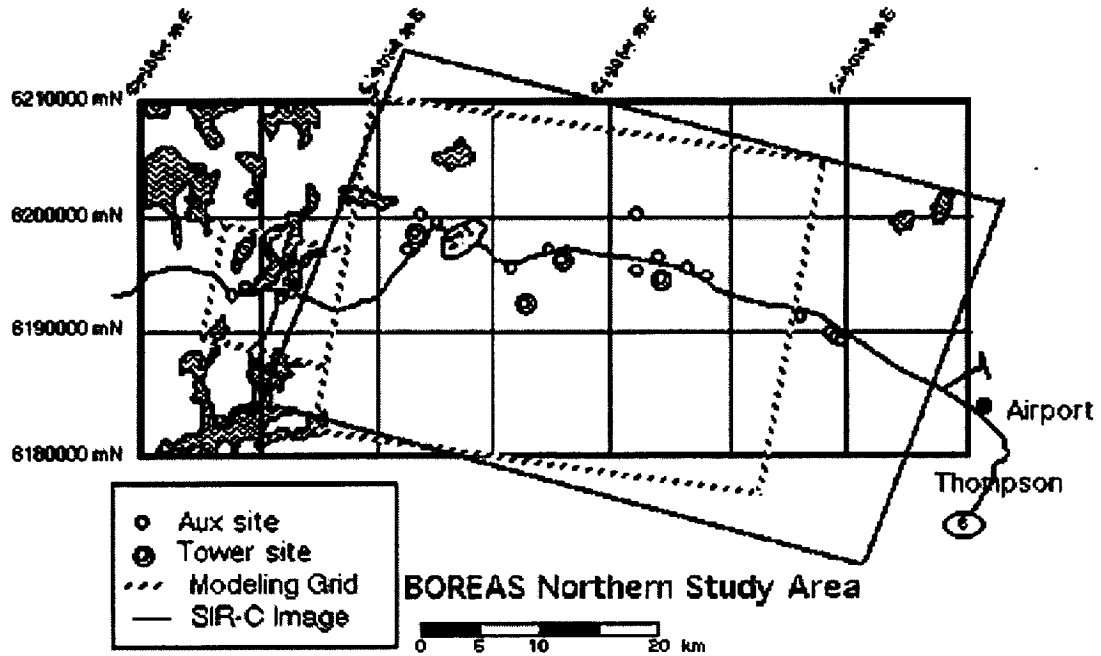 6210000 mN
6200000 mN
6190000 mN
6180000 mN
Airport
Thompson
Aux site
Tower site
Modeling Grid
SIR-C Image
BOREAS Northern Study Area
0 5 10 20 km